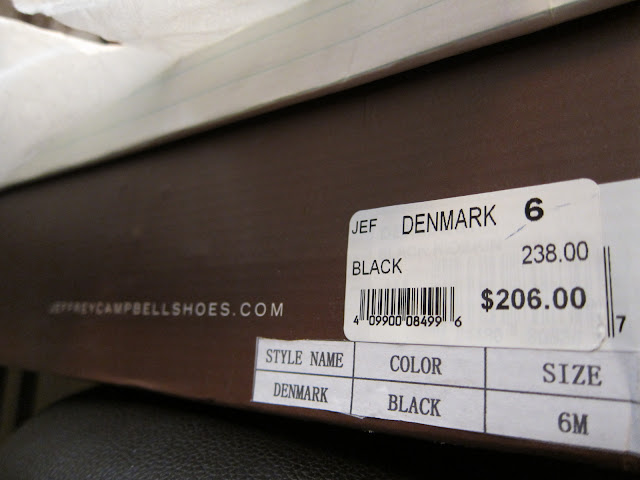 JEF DENMARK 6
BLACK 238.00
$206.00
4 09900 08499 6
7
JEFFREYCAMPBELLSHOES.COM
STYLE NAME COLOR SIZE
DENMARK BLACK 6M